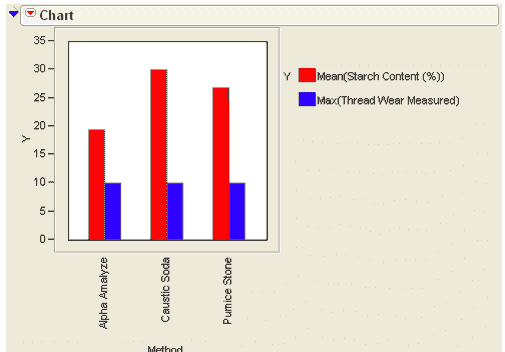 Chart
35
30
25
20
15
10
5
0
Y
Alpha Amalyze
Caustic Soda
Pumice Stone
Method
Y
Mean(Starch Content (%))
Max(Thread Wear Measured)